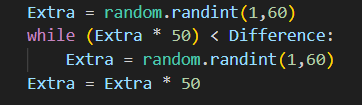 Extra = random.randint(1,60)
while (Extra * 50) < Difference:
    Extra = random.randint(1,60)
Extra = Extra * 50